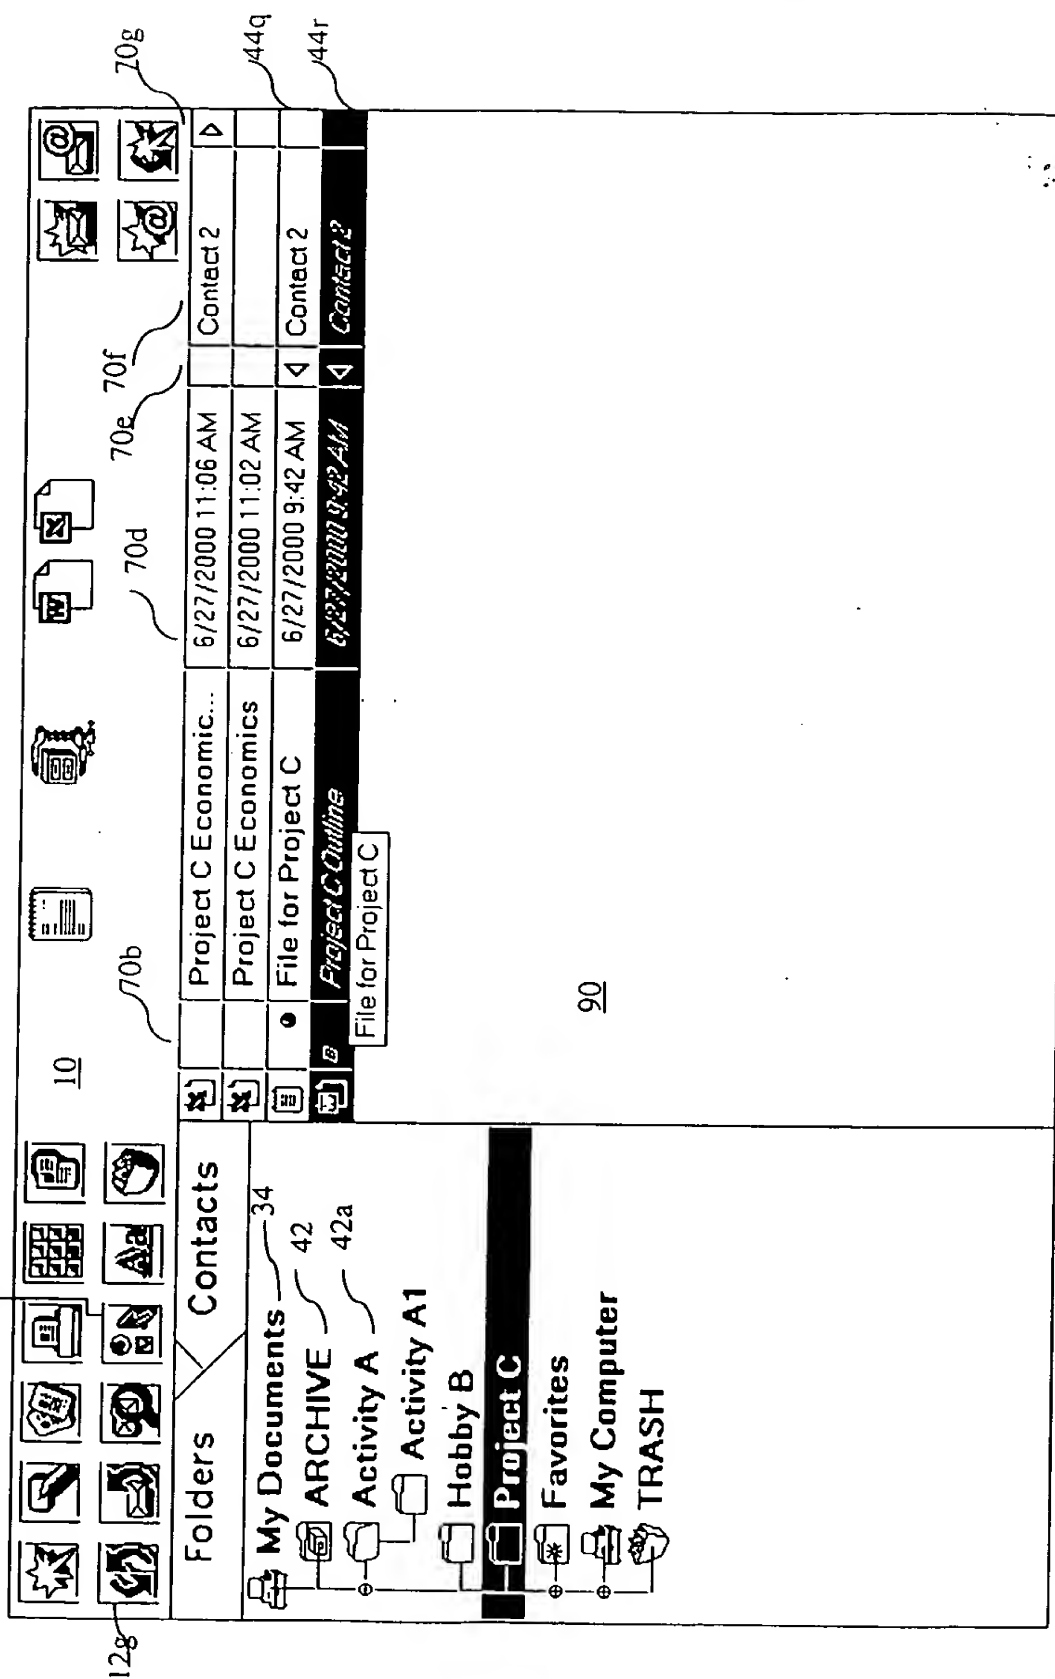 12g
10
70b
70d
70e
70f
70g
44q
44r
Folders
Contacts
My Documents
34
ARCHIVE
42
Activity A
42a
Activity A1
Hobby B
Project C
Favorites
My Computer
TRASH
Project C Economic... 6/27/2000 11:06 AM Contact 2
Project C Economics 6/27/2000 11:02 AM
File for Project C 6/27/2000 9:42 AM Contact 2
B Project C Outline 6/27/2000 9:42 AM Contact 2
File for Project C
90
Aa
@
@
W
X